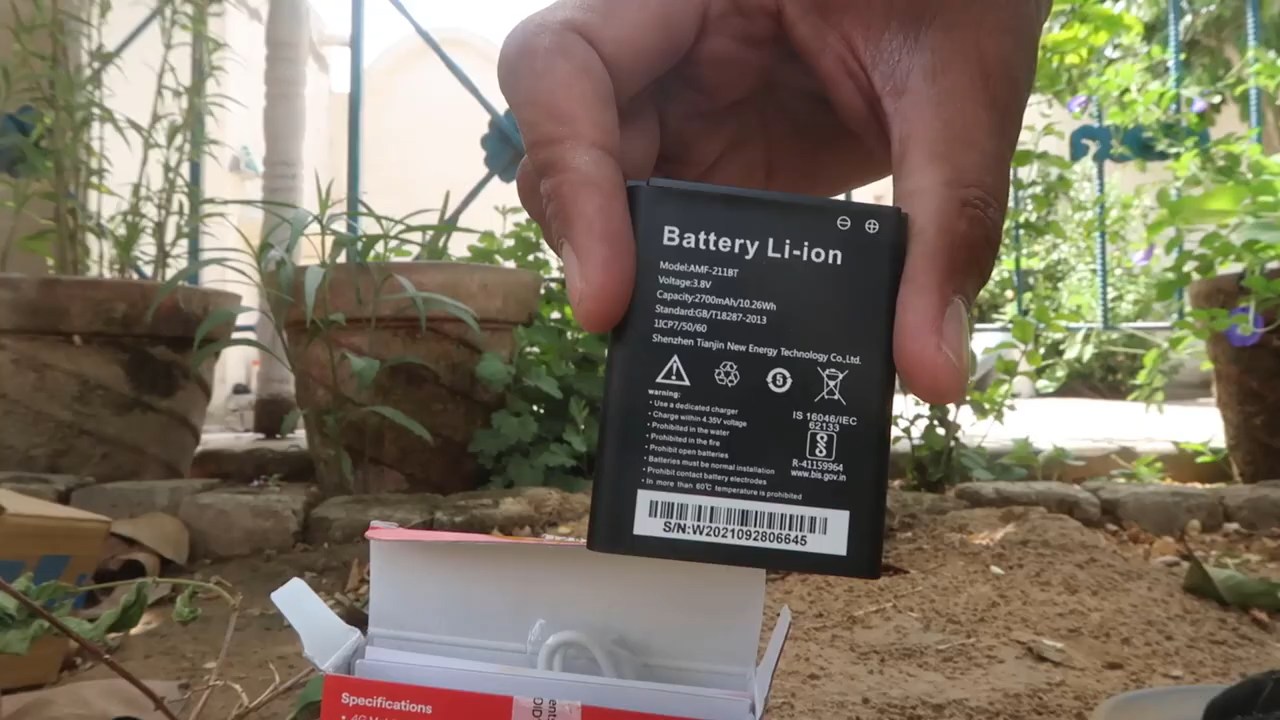 Battery Li-ion
Model:AMF-211BT
Voltage:3.8V
Capacity:2700mAh/10.26Wh
Standard:GB/T18287-2013
1ICP7/50/60
Shenzhen Tianjin New Energy Technology Co.,Ltd.
5
warning:
• Use a dedicated charger
• Charge within 4.35V voltage
• Prohibited in the water
• Prohibited in the fire
• Prohibit open batteries
• Batteries must be normal installation
• Prohibit contact battery electrodes
• In more than 60℃ temperature is prohibited
IS 16046/IEC
62133
R-41159964
www.bis.gov.in
S/N:W2021092806645
Specifications